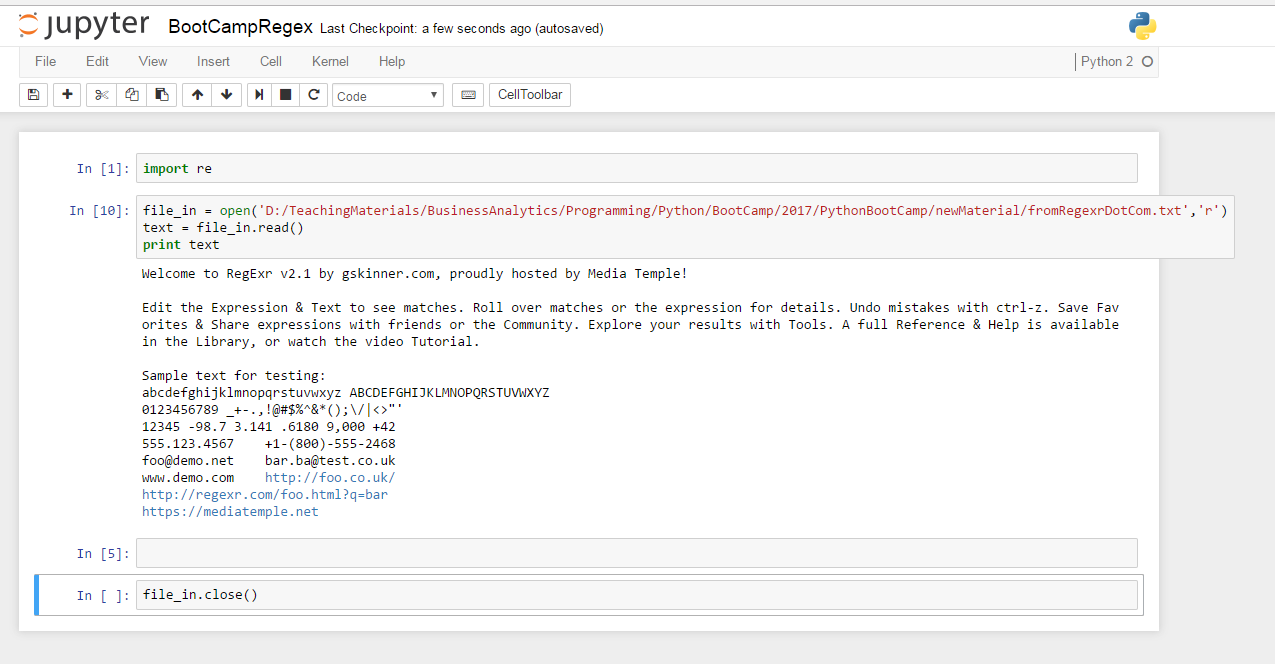 jupyter BootCampRegex Last Checkpoint: a few seconds ago (autosaved)
File Edit View Insert Cell Kernel Help Python 2
Code CellToolbar
In [1]: import re
In [10]: file_in = open('D:/TeachingMaterials/BusinessAnalytics/Programming/Python/BootCamp/2017/PythonBootCamp/newMaterial/fromRegexrDotCom.txt','r')
text = file_in.read()
print text
Welcome to RegExr v2.1 by gskinner.com, proudly hosted by Media Temple!
Edit the Expression & Text to see matches. Roll over matches or the expression for details. Undo mistakes with ctrl-z. Save Fav
orites & Share expressions with friends or the Community. Explore your results with Tools. A full Reference & Help is available
in the Library, or watch the video Tutorial.
Sample text for testing:
abcdefghijklmnopqrstuvwxyz ABCDEFGHIJKLMNOPQRSTUVWXYZ
0123456789 _+-.,!@#$%^&*();\/|<>"'
12345 -98.7 3.141 .6180 9,000 +42
555.123.4567    +1-(800)-555-2468
foo@demo.net    bar.ba@test.co.uk
www.demo.com    http://foo.co.uk/
http://regexr.com/foo.html?q=bar
https://mediatemple.net
In [5]:
In [ ]: file_in.close()